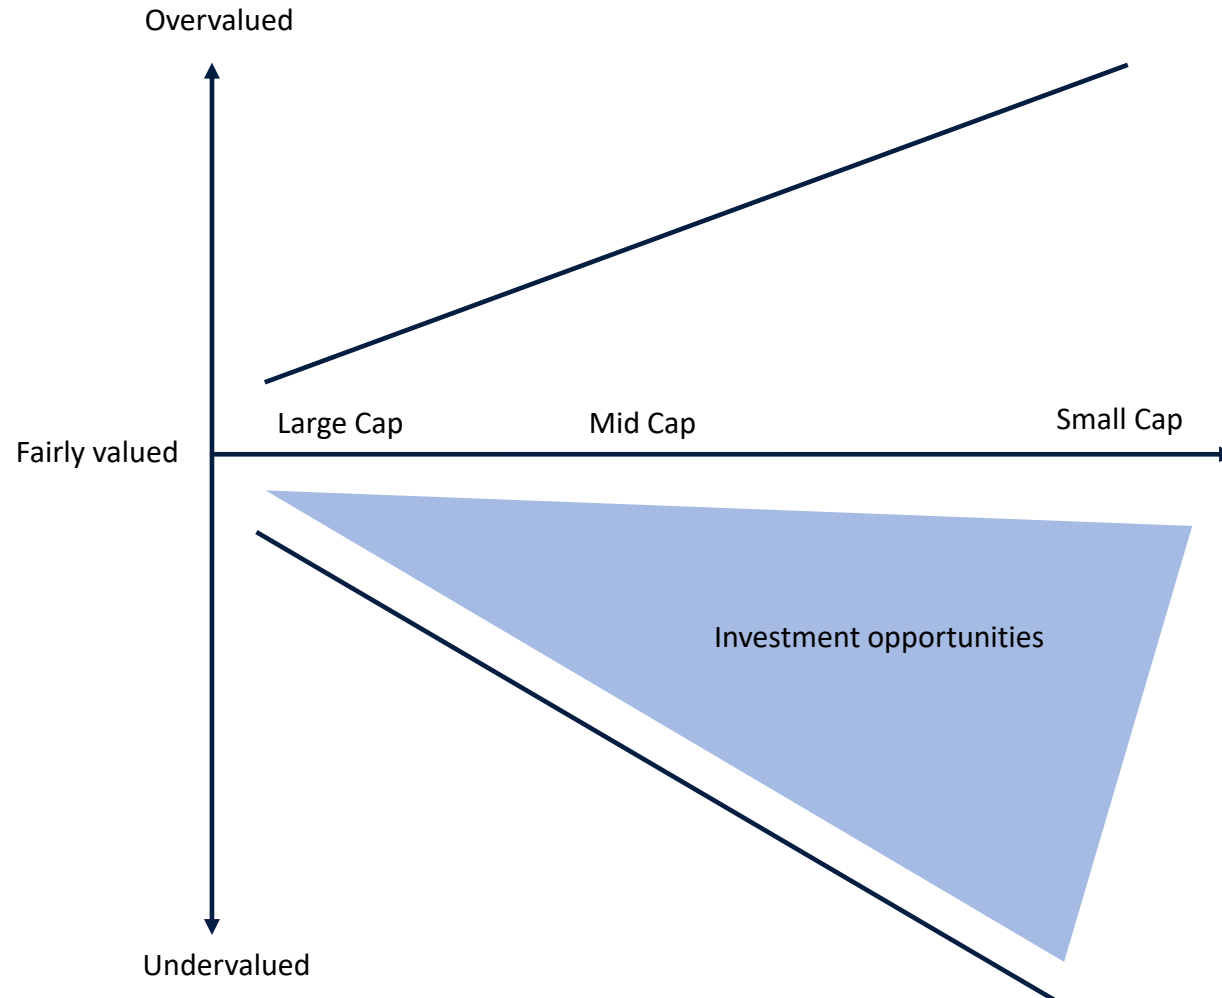 Overvalued
Large Cap
Mid Cap
Small Cap
Fairly valued
Investment opportunities
Undervalued